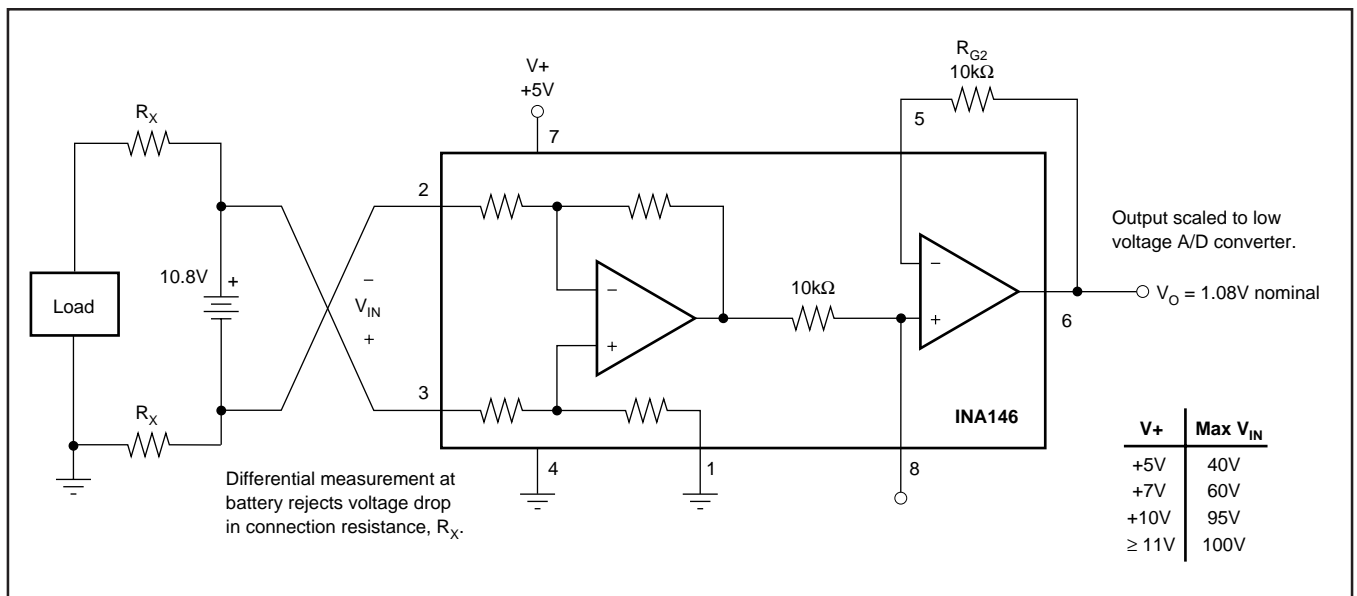 R_X
Load
R_X
10.8V
+
−
V_IN
+
Differential measurement at
battery rejects voltage drop
in connection resistance, R_X.
V+
+5V
7
2
3
−
+
10kΩ
4
1
8
R_G2
10kΩ
5
−
+
6
INA146
Output scaled to low
voltage A/D converter.
V_O = 1.08V nominal
V+ Max V_IN
+5V 40V
+7V 60V
+10V 95V
≥ 11V 100V